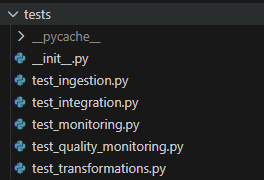 tests
__pycache__
__init__.py
test_ingestion.py
test_integration.py
test_monitoring.py
test_quality_monitoring.py
test_transformations.py